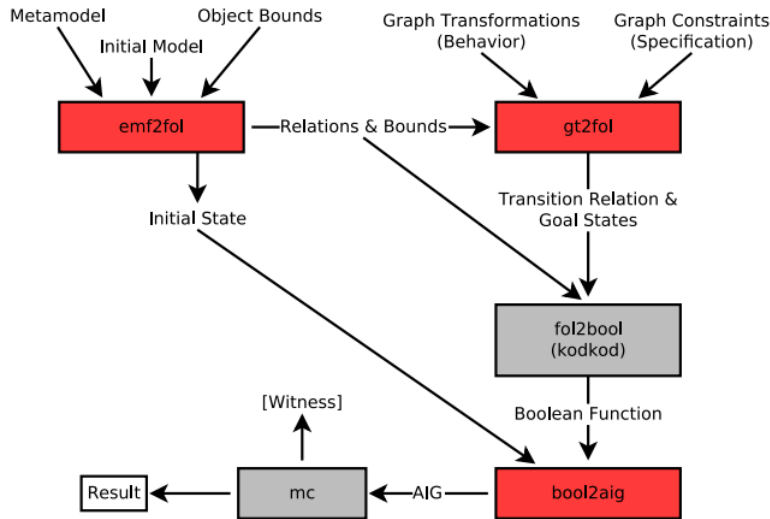 Metamodel
Object Bounds
Initial Model
Graph Transformations
(Behavior)
Graph Constraints
(Specification)
emf2fol
Relations & Bounds
gt2fol
Initial State
Transition Relation &
Goal States
fol2bool
(kodkod)
Boolean Function
[Witness]
Result
mc
AIG
bool2aig